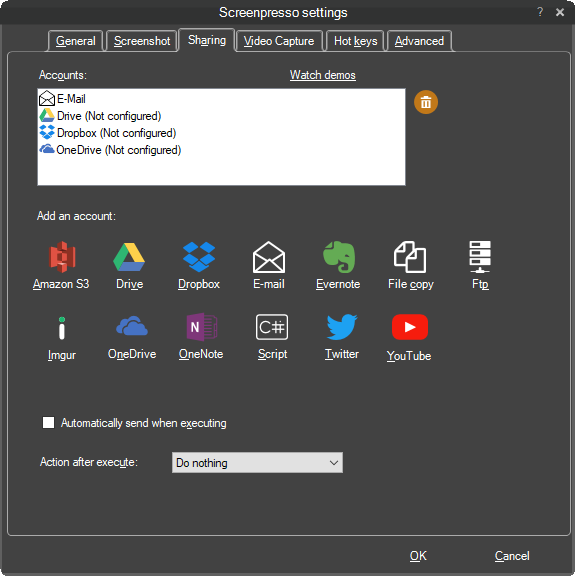 Screenpresso settings ? ×
General Screenshot Sharing Video Capture Hot keys Advanced
Accounts: Watch demos
E-Mail
Drive (Not configured)
Dropbox (Not configured)
OneDrive (Not configured)
Add an account:
Amazon S3 Drive Dropbox E-mail Evernote File copy Ftp
N C#
Imgur OneDrive OneNote Script Twitter YouTube
Automatically send when executing
Action after execute: Do nothing
OK Cancel